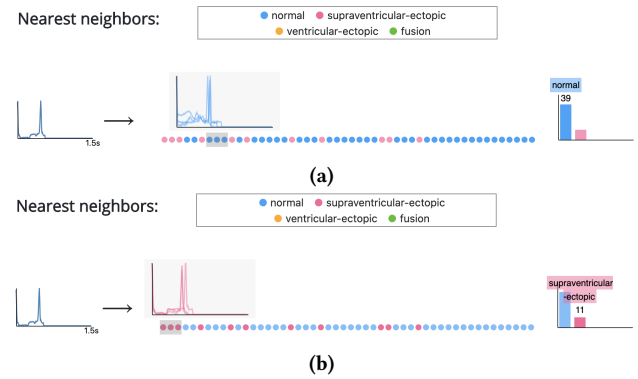 Nearest neighbors:
normal
supraventricular-ectopic
ventricular-ectopic
fusion
normal
39
1.5s
(a)
Nearest neighbors:
normal
supraventricular-ectopic
ventricular-ectopic
fusion
supraventricular
-ectopic
11
1.5s
(b)